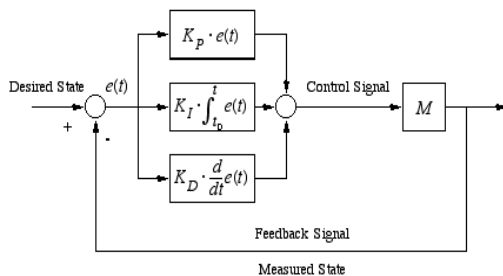 K_P · e(t)
Desired State
e(t)
Control Signal
+
-
K_I · ∫_{t_0}^{t} e(t)
M
K_D · d/dt e(t)
Feedback Signal
Measured State